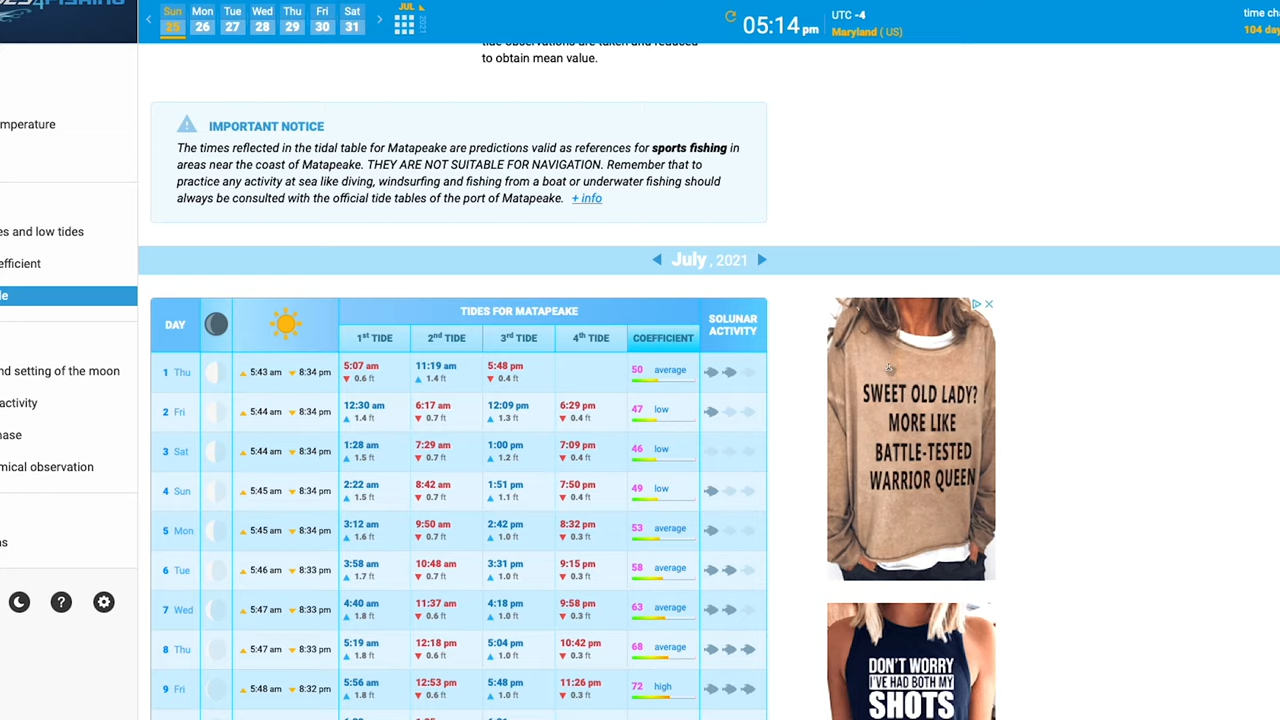 Sun Mon Tue Wed Thu Fri Sat
25 26 27 28 29 30 31
JUL
2021
05:14 pm
UTC -4
Maryland ( US)
time cha
104 day
mperature
es and low tides
efficient
le
nd setting of the moon
activity
hase
mical observation
ns
?
tide observations are taken and reduced
to obtain mean value.
IMPORTANT NOTICE
The times reflected in the tidal table for Matapeake are predictions valid as references for sports fishing in
areas near the coast of Matapeake. THEY ARE NOT SUITABLE FOR NAVIGATION. Remember that to
practice any activity at sea like diving, windsurfing and fishing from a boat or underwater fishing should
always be consulted with the official tide tables of the port of Matapeake. + info
July , 2021
DAY TIDES FOR MATAPEAKE SOLUNAR ACTIVITY
1st TIDE 2nd TIDE 3rd TIDE 4th TIDE COEFFICIENT
1 Thu 5:43 am 8:34 pm 5:07 am 11:19 am 5:48 pm 50 average
0.6 ft 1.4 ft 0.4 ft
2 Fri 5:44 am 8:34 pm 12:30 am 6:17 am 12:09 pm 6:29 pm 47 low
1.4 ft 0.7 ft 1.3 ft 0.4 ft
3 Sat 5:44 am 8:34 pm 1:28 am 7:29 am 1:00 pm 7:09 pm 46 low
1.5 ft 0.7 ft 1.2 ft 0.4 ft
4 Sun 5:45 am 8:34 pm 2:22 am 8:42 am 1:51 pm 7:50 pm 49 low
1.5 ft 0.7 ft 1.1 ft 0.4 ft
5 Mon 5:45 am 8:34 pm 3:12 am 9:50 am 2:42 pm 8:32 pm 53 average
1.6 ft 0.7 ft 1.0 ft 0.3 ft
6 Tue 5:46 am 8:33 pm 3:58 am 10:48 am 3:31 pm 9:15 pm 58 average
1.7 ft 0.7 ft 1.0 ft 0.3 ft
7 Wed 5:47 am 8:33 pm 4:40 am 11:37 am 4:18 pm 9:58 pm 63 average
1.8 ft 0.6 ft 1.0 ft 0.3 ft
8 Thu 5:47 am 8:33 pm 5:19 am 12:18 pm 5:04 pm 10:42 pm 68 average
1.8 ft 0.6 ft 1.0 ft 0.3 ft
9 Fri 5:48 am 8:32 pm 5:56 am 12:53 pm 5:48 pm 11:26 pm 72 high
1.8 ft 0.6 ft 1.0 ft 0.3 ft
SWEET OLD LADY?
MORE LIKE
BATTLE-TESTED
WARRIOR QUEEN
DON'T WORRY
I'VE HAD BOTH MY
SHOTS